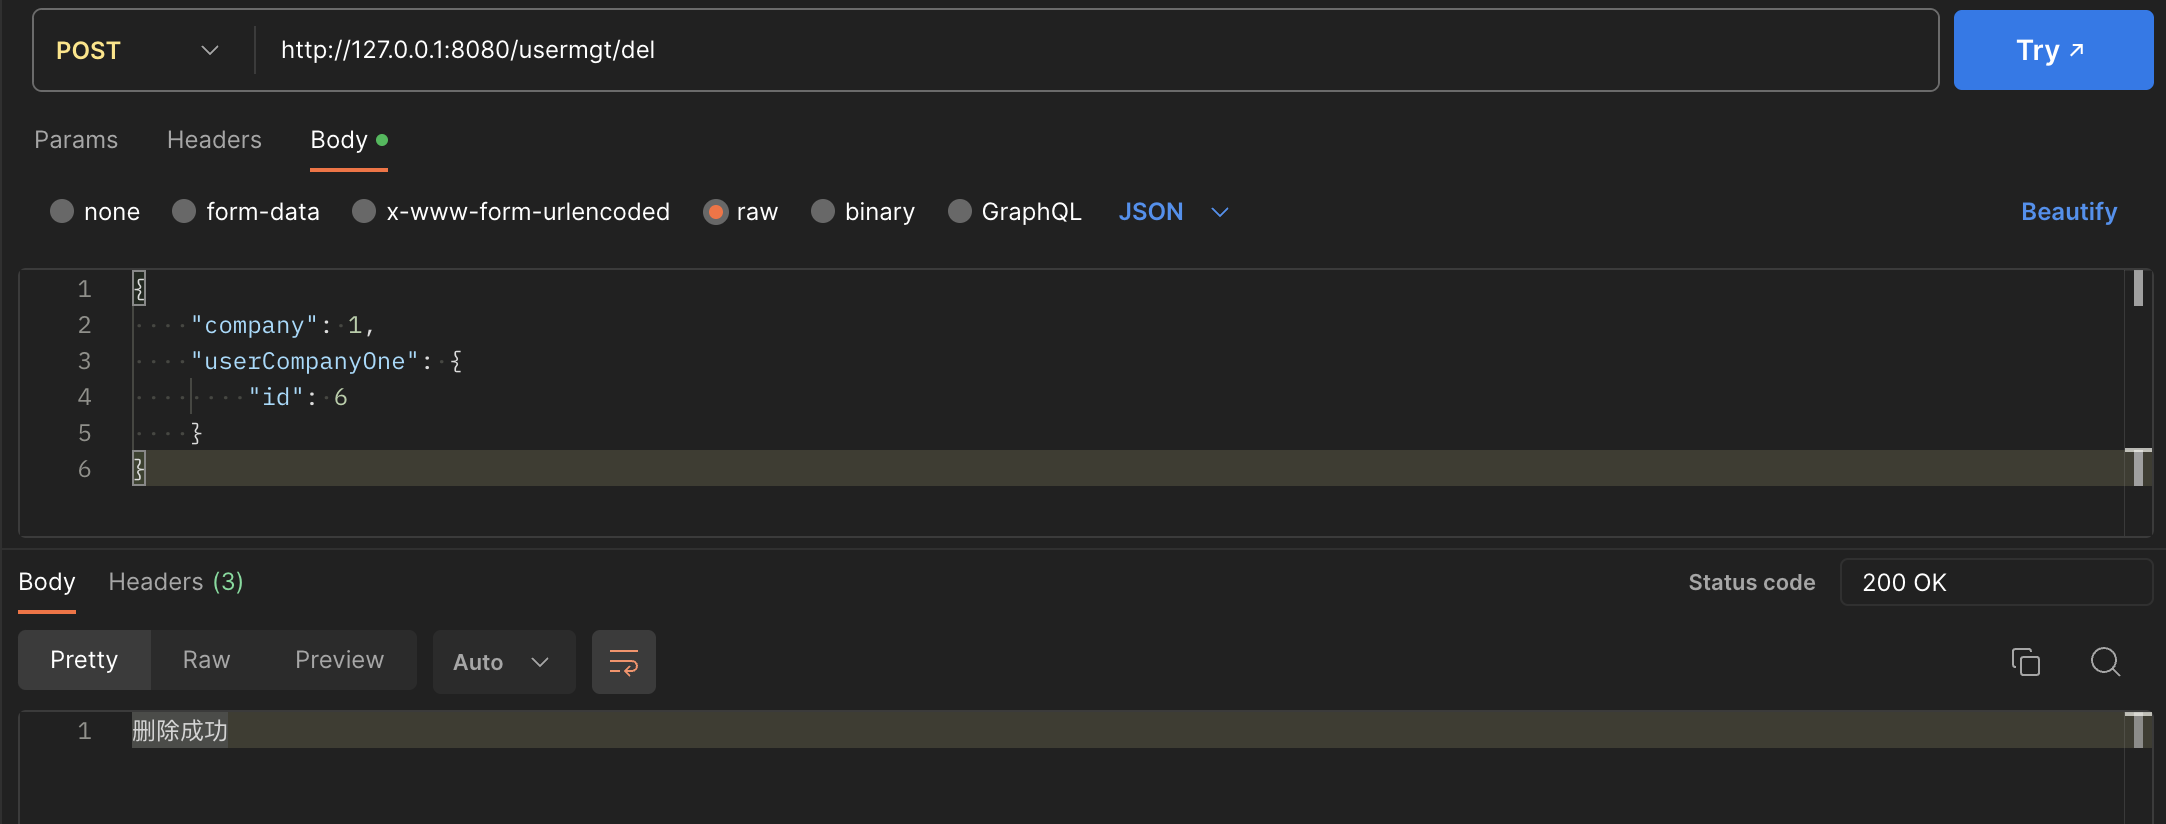 POST http://127.0.0.1:8080/usermgt/del Try ↗
Params Headers Body
none form-data x-www-form-urlencoded raw binary GraphQL JSON Beautify
1 {
2 "company": 1,
3 "userCompanyOne": {
4 "id": 6
5 }
6 }
Body Headers (3) Status code 200 OK
Pretty Raw Preview Auto
1 删除成功